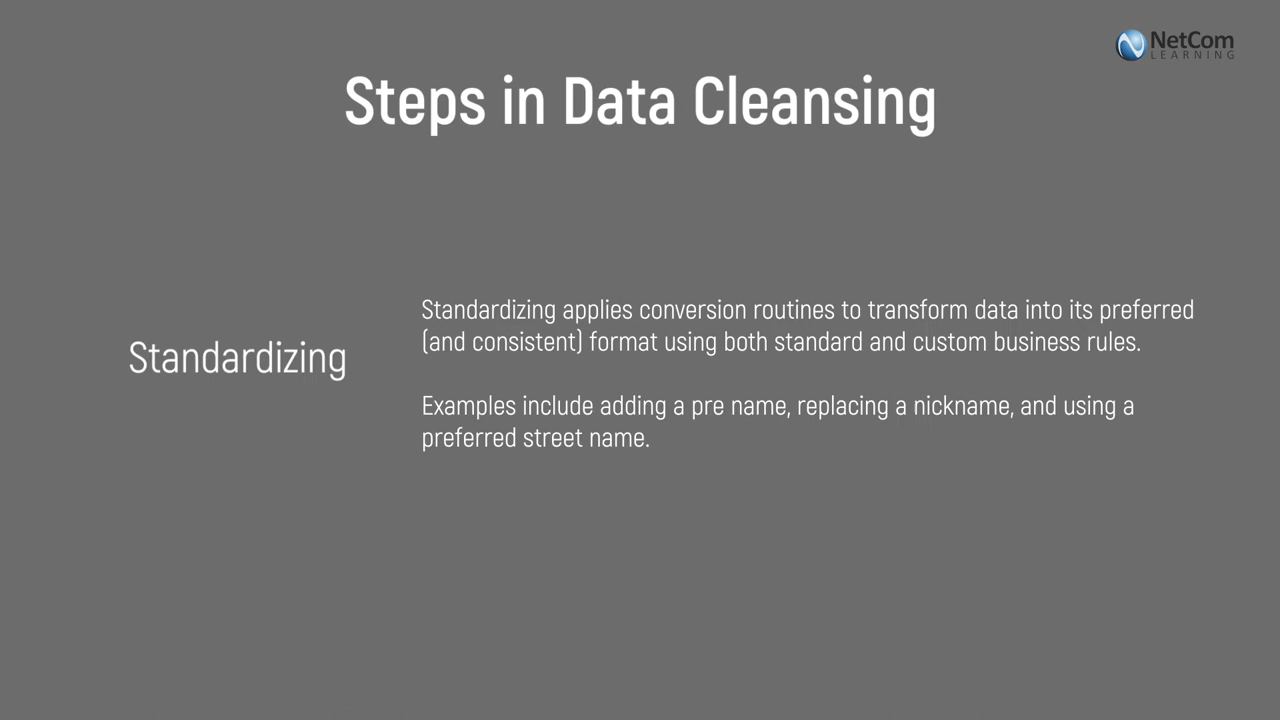 NetCom
LEARNING
Steps in Data Cleansing
Standardizing
Standardizing applies conversion routines to transform data into its preferred
(and consistent) format using both standard and custom business rules.
Examples include adding a pre name, replacing a nickname, and using a
preferred street name.